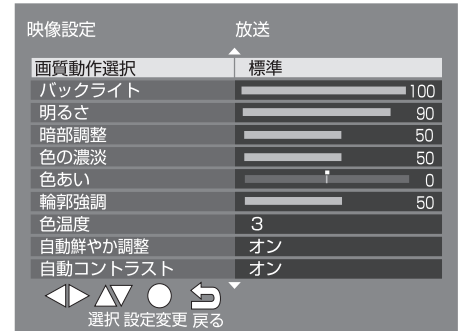 映像設定 放送
画質動作選択 標準
バックライト 100
明るさ 90
暗部調整 50
色の濃淡 50
色あい 0
輪郭強調 50
色温度 3
自動鮮やか調整 オン
自動コントラスト オン
選択 設定変更 戻る